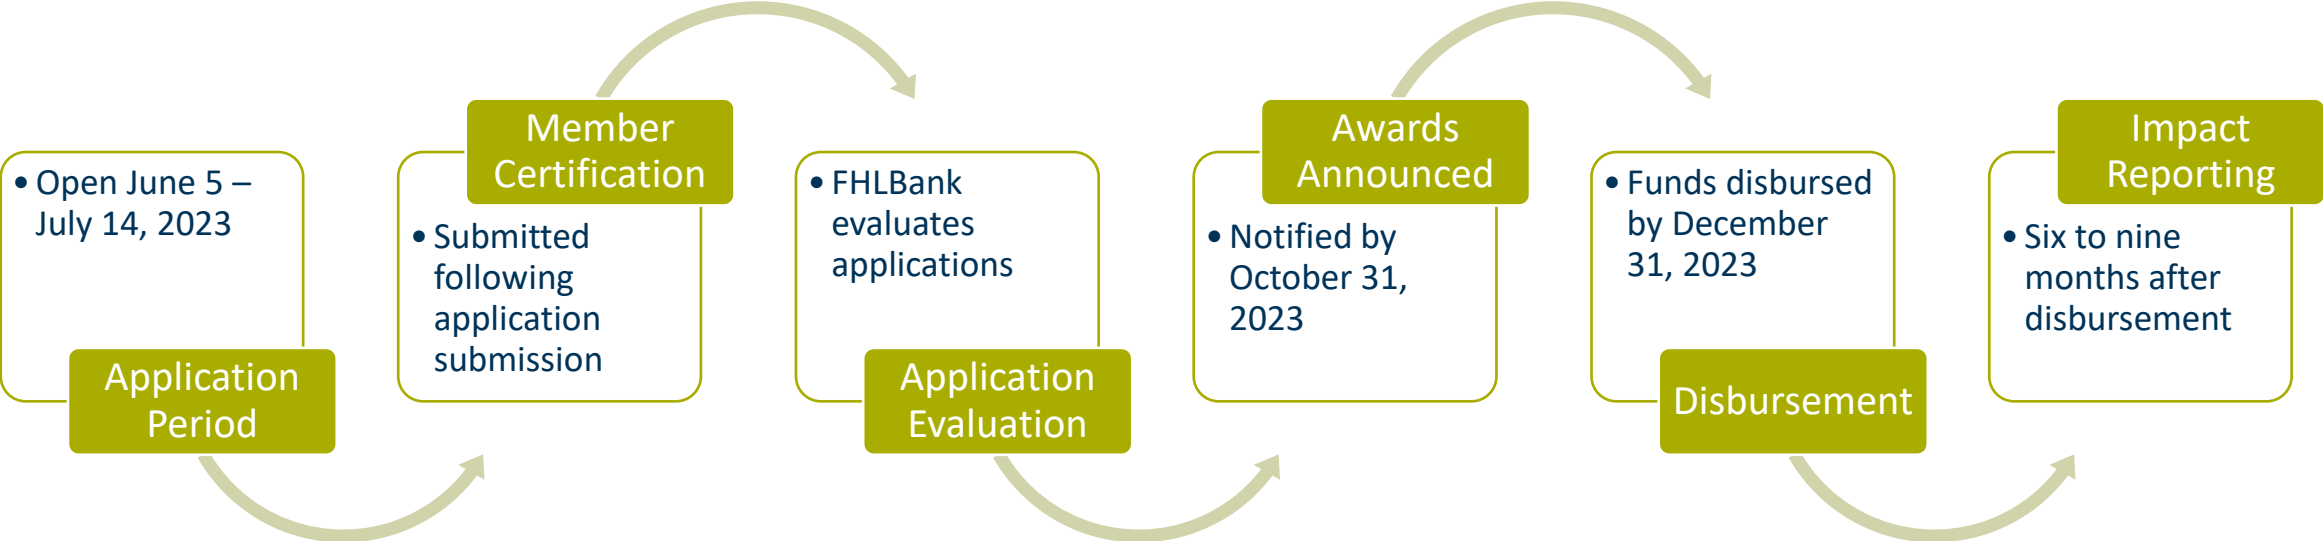 • Open June 5 –
July 14, 2023
Application
Period
Member
Certification
• Submitted
following
application
submission
• FHLBank
evaluates
applications
Application
Evaluation
Awards
Announced
• Notified by
October 31,
2023
• Funds disbursed
by December
31, 2023
Disbursement
Impact
Reporting
• Six to nine
months after
disbursement